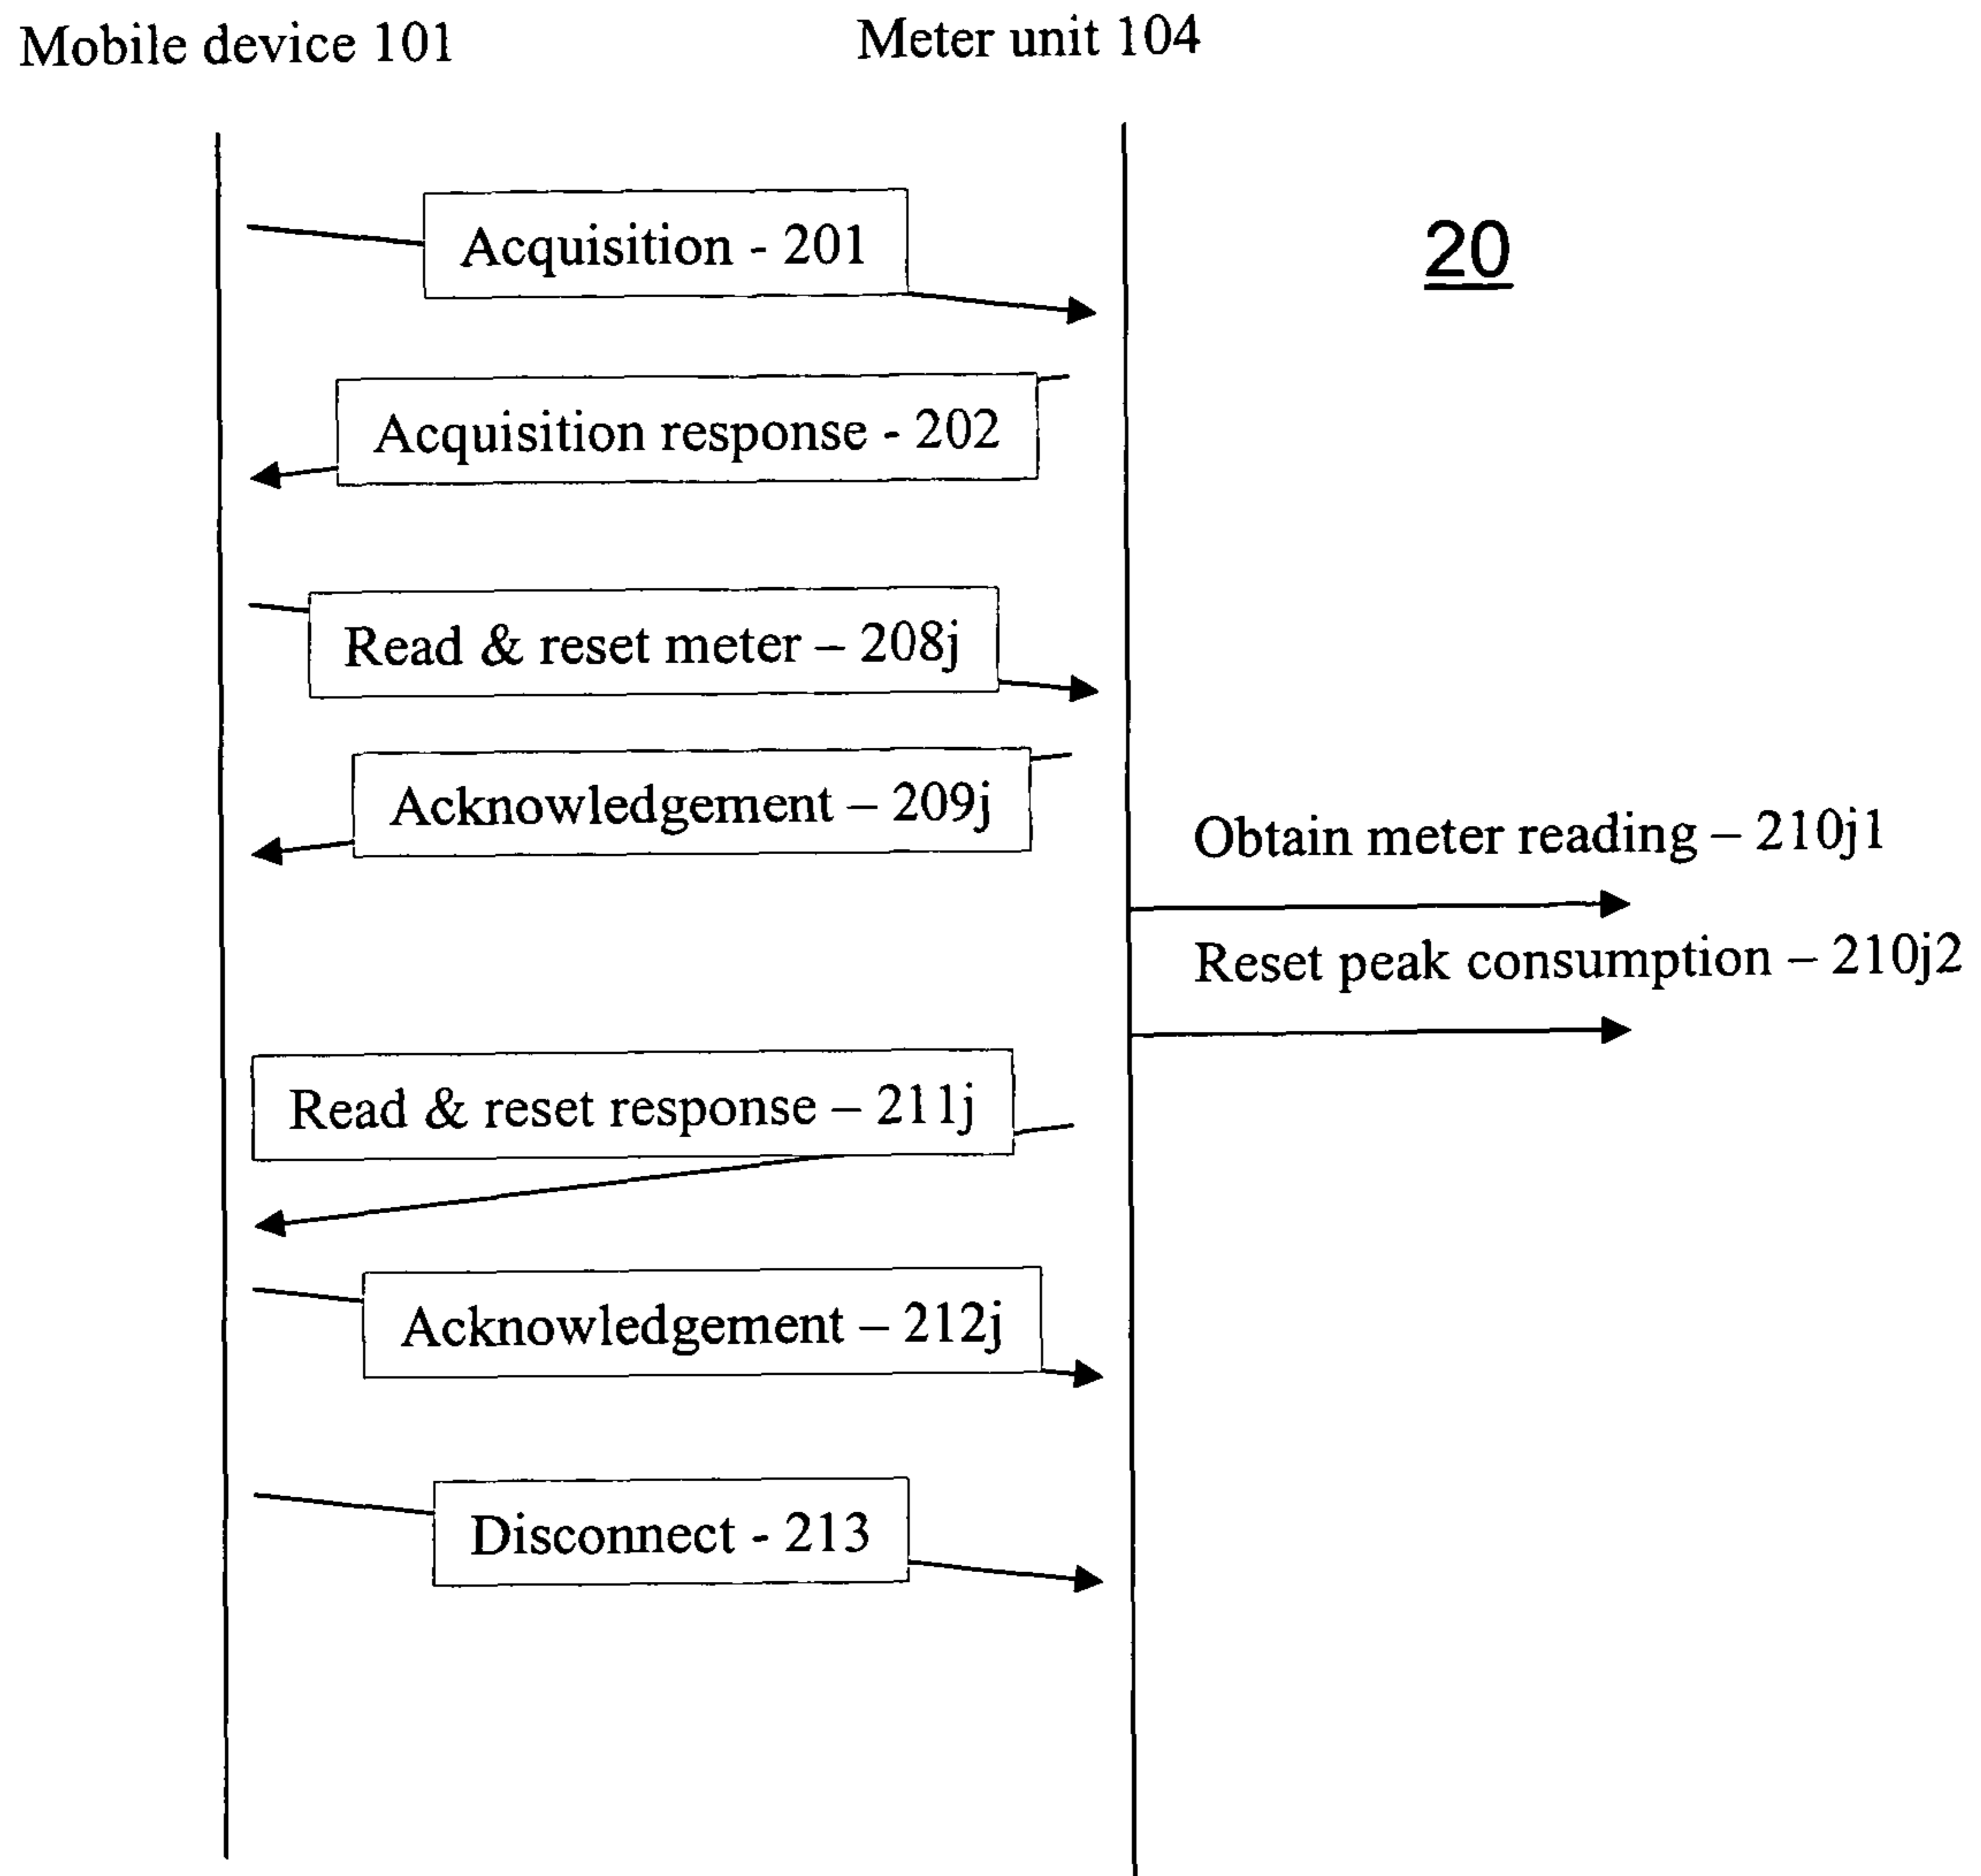 Mobile device 101
Meter unit 104
20
Acquisition - 201
Acquisition response - 202
Read & reset meter – 208j
Acknowledgement – 209j
Obtain meter reading – 210j1
Reset peak consumption – 210j2
Read & reset response – 211j
Acknowledgement – 212j
Disconnect - 213